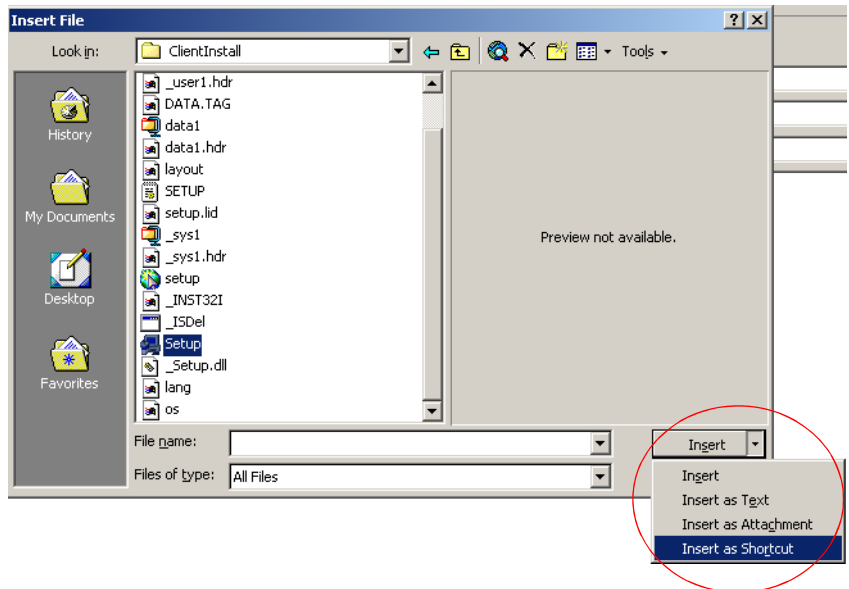 Insert File
Look in:
ClientInstall
Tools
History
My Documents
Desktop
Favorites
_user1.hdr
DATA.TAG
data1
data1.hdr
layout
SETUP
setup.lid
_sys1
_sys1.hdr
setup
_INST32I
_ISDel
Setup
_Setup.dll
lang
os
Preview not available.
File name:
Insert
Files of type:
All Files
Insert
Insert as Text
Insert as Attachment
Insert as Shortcut